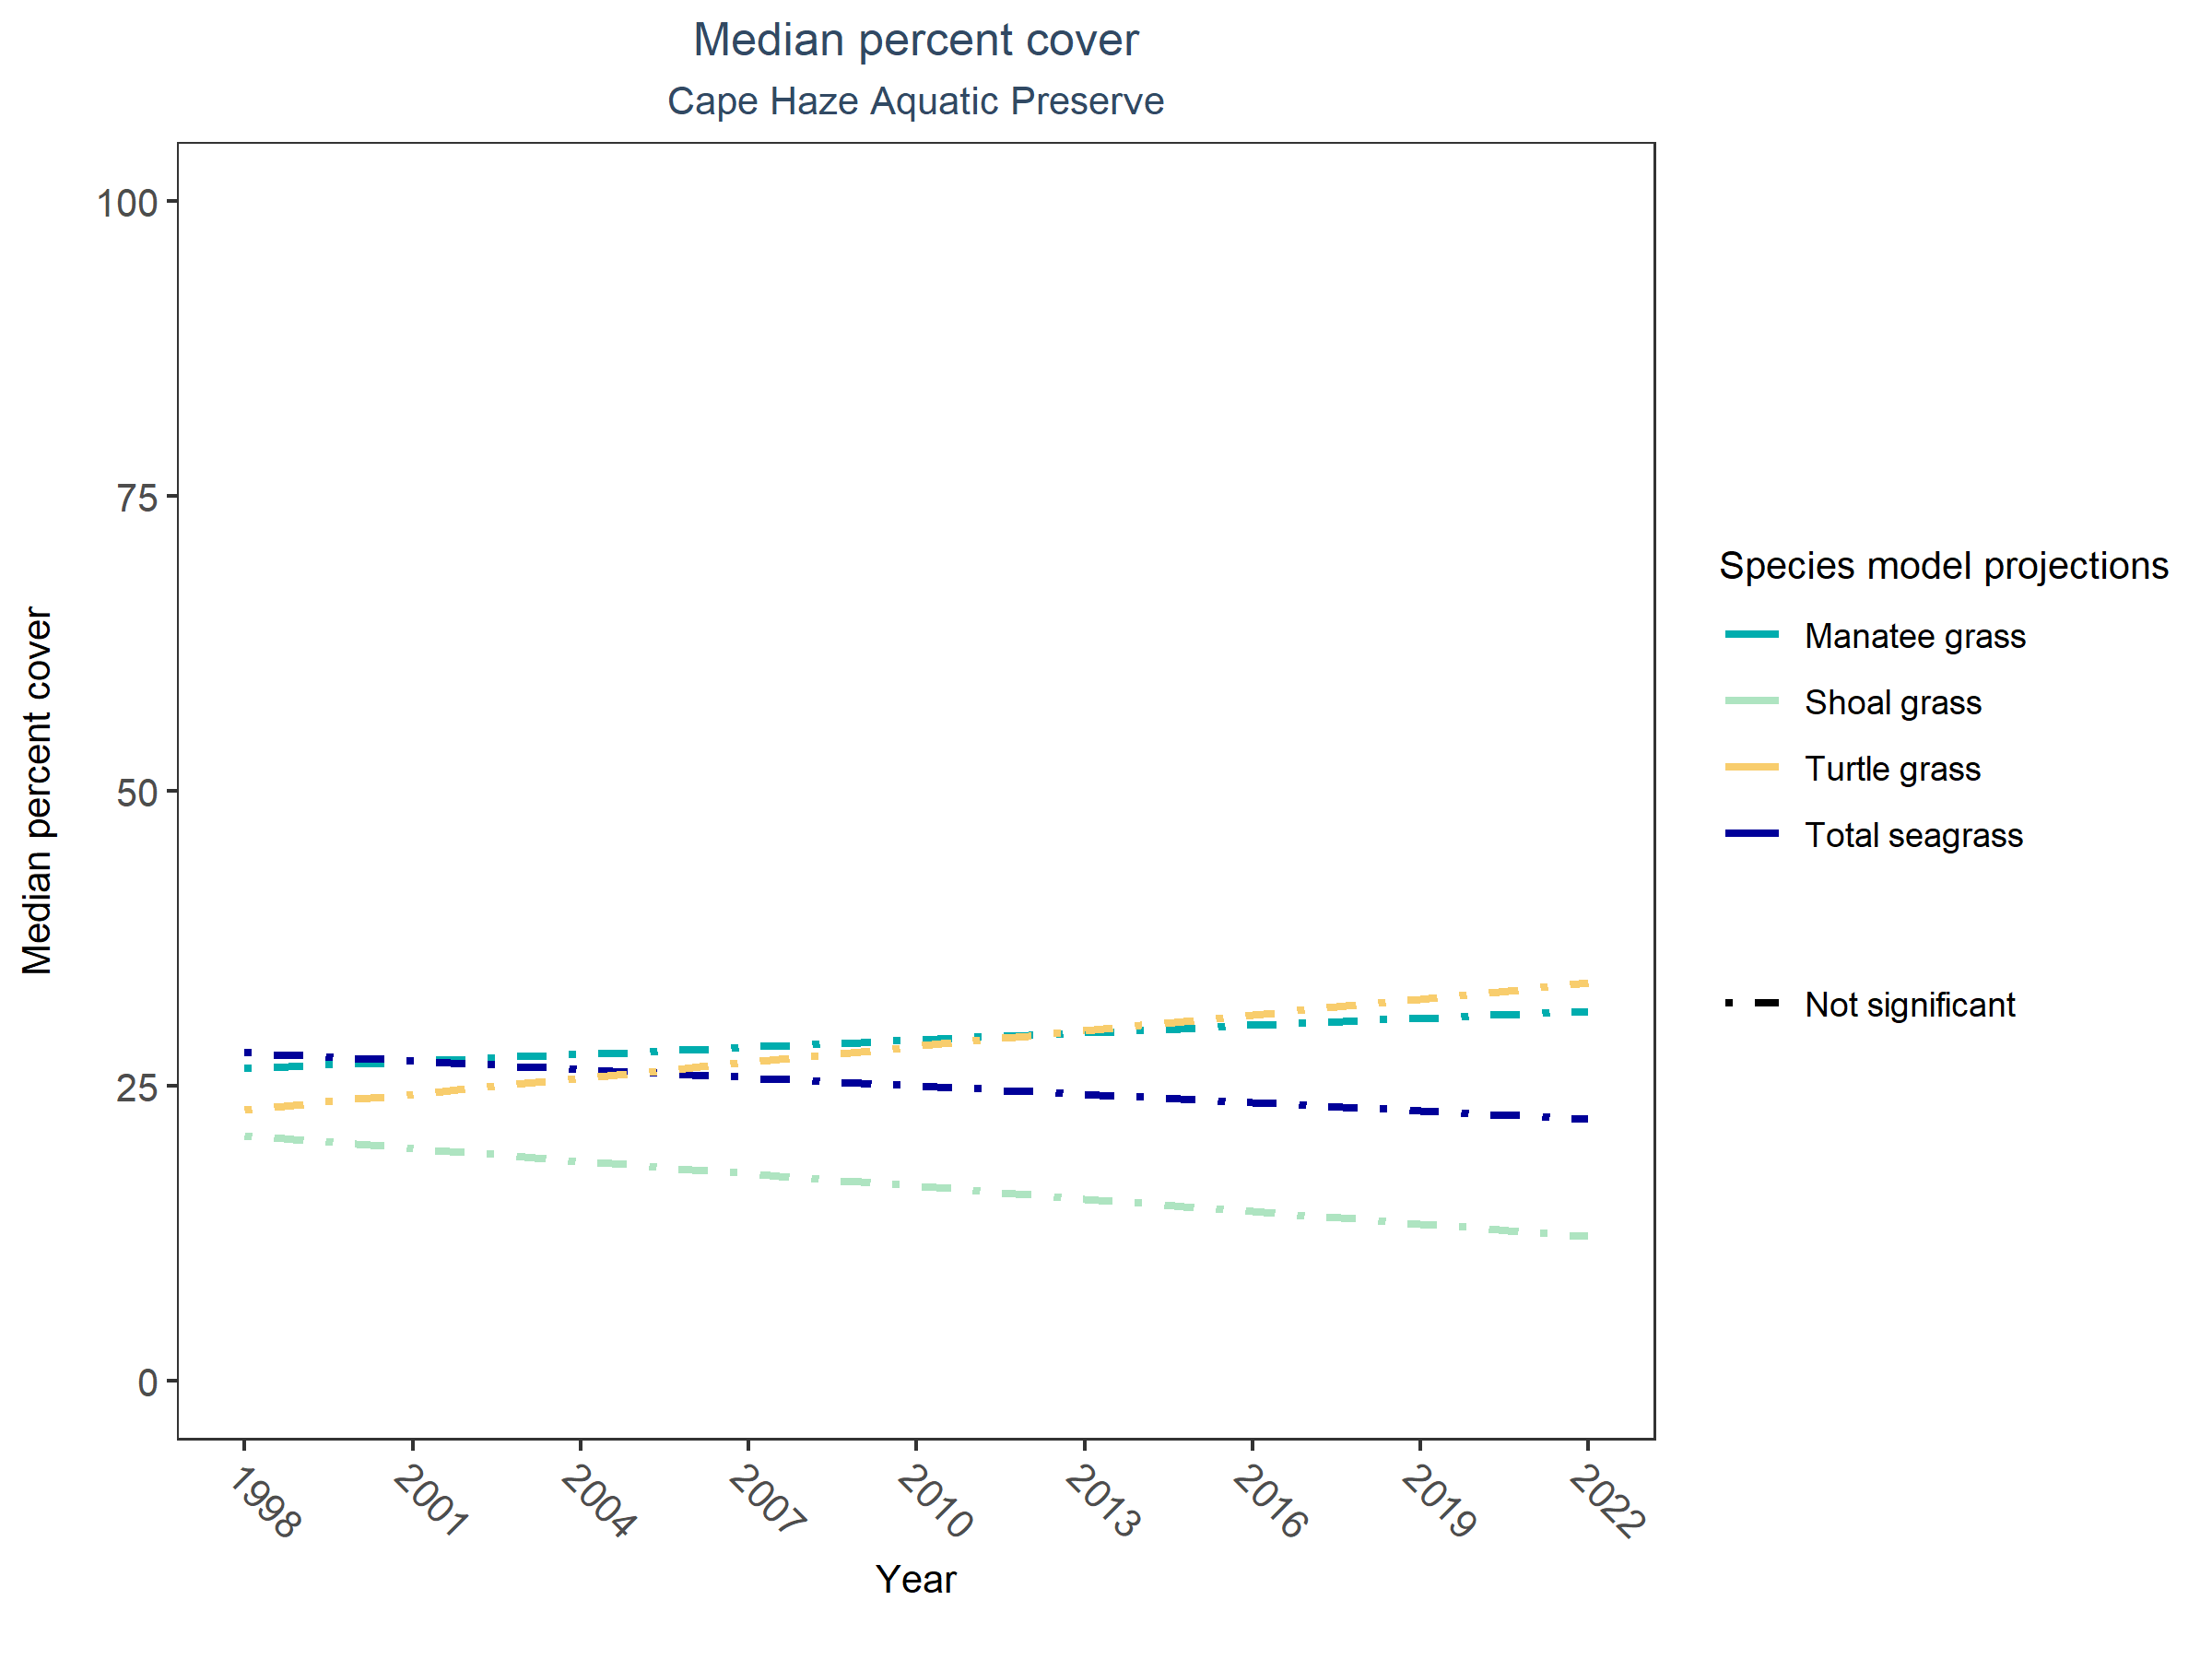 Median percent cover
Cape Haze Aquatic Preserve
Median percent cover
100
75
50
25
0
1998
2001
2004
2007
2010
2013
2016
2019
2022
Year
Species model projections
Manatee grass
Shoal grass
Turtle grass
Total seagrass
Not significant